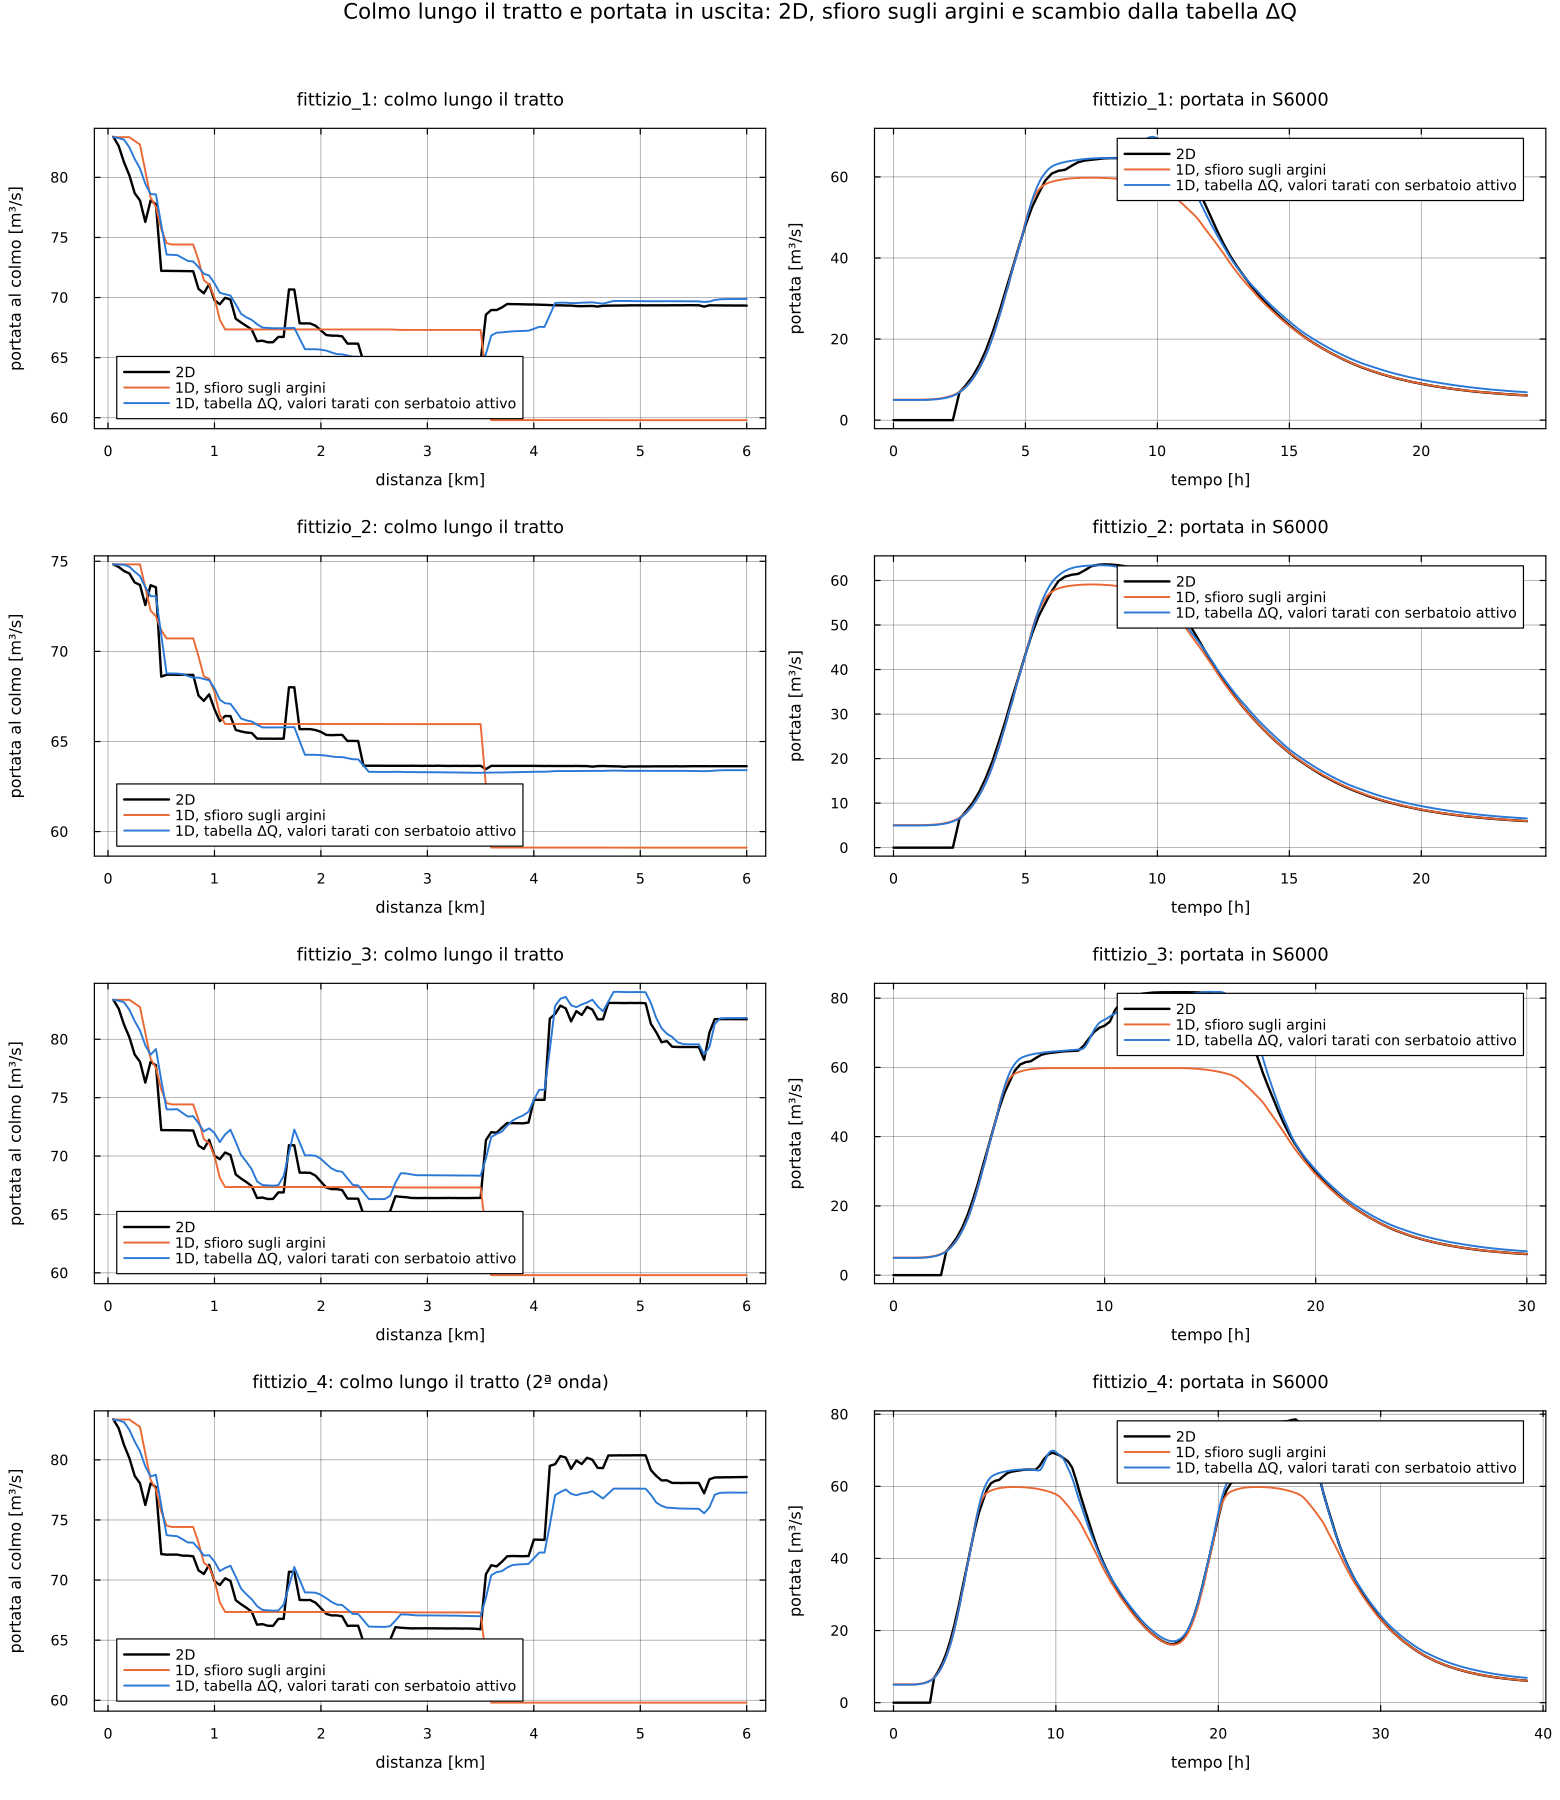 Colmo lungo il tratto e portata in uscita: 2D, sfioro sugli argini e scambio dalla tabella ΔQ
fittizio_1: colmo lungo il tratto
portata al colmo [m³/s]
80
75
70
65
60
2D
1D, sfioro sugli argini
1D, tabella ΔQ, valori tarati con serbatoio attivo
0 1 2 3 4 5 6
distanza [km]
fittizio_1: portata in S6000
portata [m³/s]
60
40
20
0
2D
1D, sfioro sugli argini
1D, tabella ΔQ, valori tarati con serbatoio attivo
0 5 10 15 20
tempo [h]
fittizio_2: colmo lungo il tratto
portata al colmo [m³/s]
75
70
65
60
2D
1D, sfioro sugli argini
1D, tabella ΔQ, valori tarati con serbatoio attivo
0 1 2 3 4 5 6
distanza [km]
fittizio_2: portata in S6000
portata [m³/s]
60
50
40
30
20
10
0
2D
1D, sfioro sugli argini
1D, tabella ΔQ, valori tarati con serbatoio attivo
0 5 10 15 20
tempo [h]
fittizio_3: colmo lungo il tratto
portata al colmo [m³/s]
80
75
70
65
60
2D
1D, sfioro sugli argini
1D, tabella ΔQ, valori tarati con serbatoio attivo
0 1 2 3 4 5 6
distanza [km]
fittizio_3: portata in S6000
portata [m³/s]
80
60
40
20
0
2D
1D, sfioro sugli argini
1D, tabella ΔQ, valori tarati con serbatoio attivo
0 10 20 30
tempo [h]
fittizio_4: colmo lungo il tratto (2ª onda)
portata al colmo [m³/s]
80
75
70
65
60
2D
1D, sfioro sugli argini
1D, tabella ΔQ, valori tarati con serbatoio attivo
0 1 2 3 4 5 6
distanza [km]
fittizio_4: portata in S6000
portata [m³/s]
80
60
40
20
0
2D
1D, sfioro sugli argini
1D, tabella ΔQ, valori tarati con serbatoio attivo
0 10 20 30 40
tempo [h]